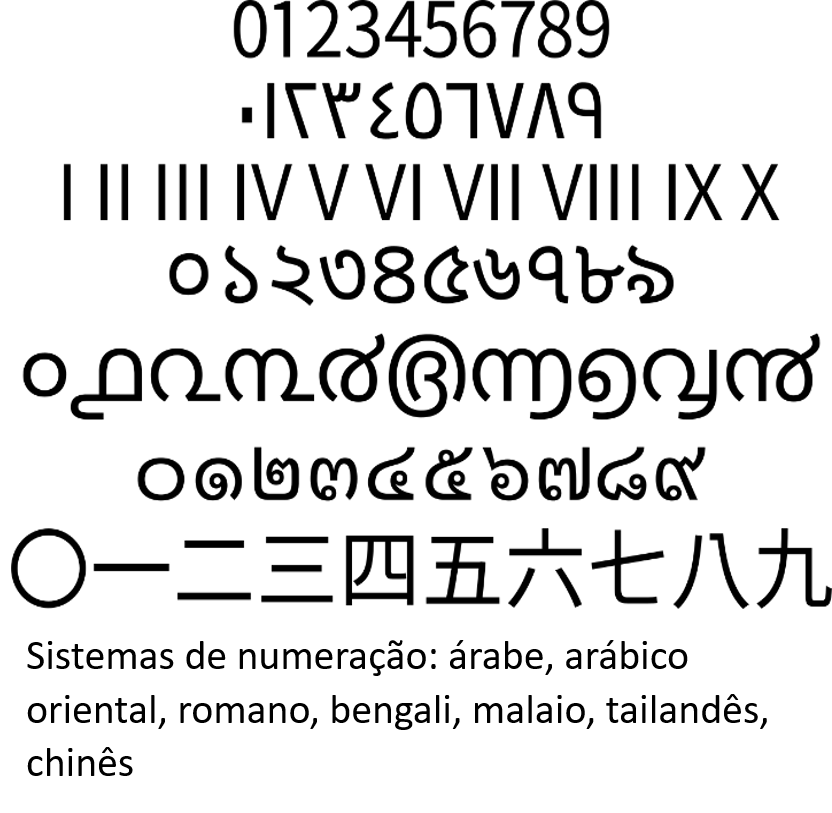 0123456789
٠١٢٣٤٥٦٧٨٩
I II III IV V VI VII VIII IX X
০১২৩৪৫৬৭৮৯
൦൧൨൩൪൫൬൭൮൯
๐๑๒๓๔๕๖๗๘๙
〇一二三四五六七八九
Sistemas de numeração: árabe, arábico
oriental, romano, bengali, malaio, tailandês,
chinês